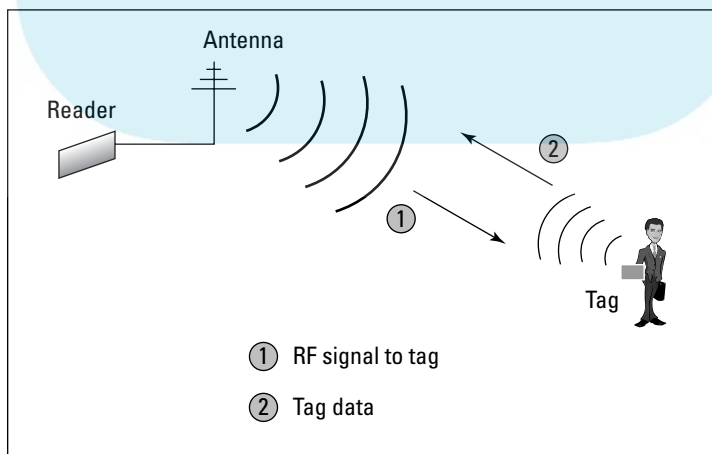 Antenna
Reader
2
1
Tag
1 RF signal to tag
2 Tag data